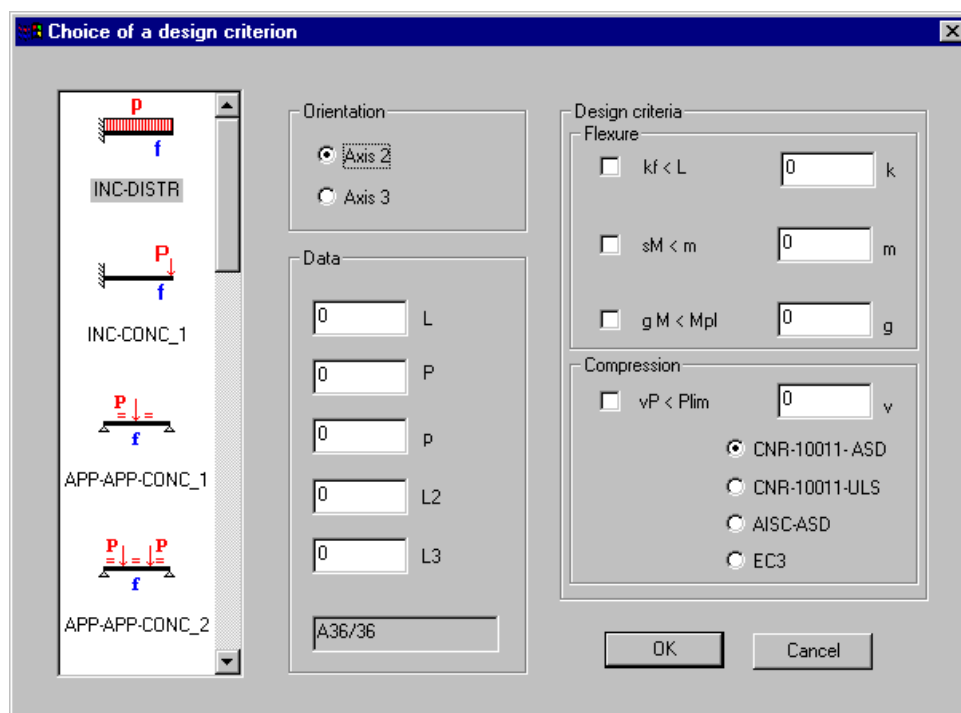 Choice of a design criterion
p
f
INC-DISTR
P
f
INC-CONC_1
P
= =
f
APP-APP-CONC_1
P P
= = =
f
APP-APP-CONC_2
Orientation
Axis 2
Axis 3
Data
0 L
0 P
0 p
0 L2
0 L3
A36/36
Design criteria
Flexure
kf < L 0 k
sM < m 0 m
g M < Mpl 0 g
Compression
vP < Plim 0 v
CNR-10011- ASD
CNR-10011-ULS
AISC-ASD
EC3
OK Cancel